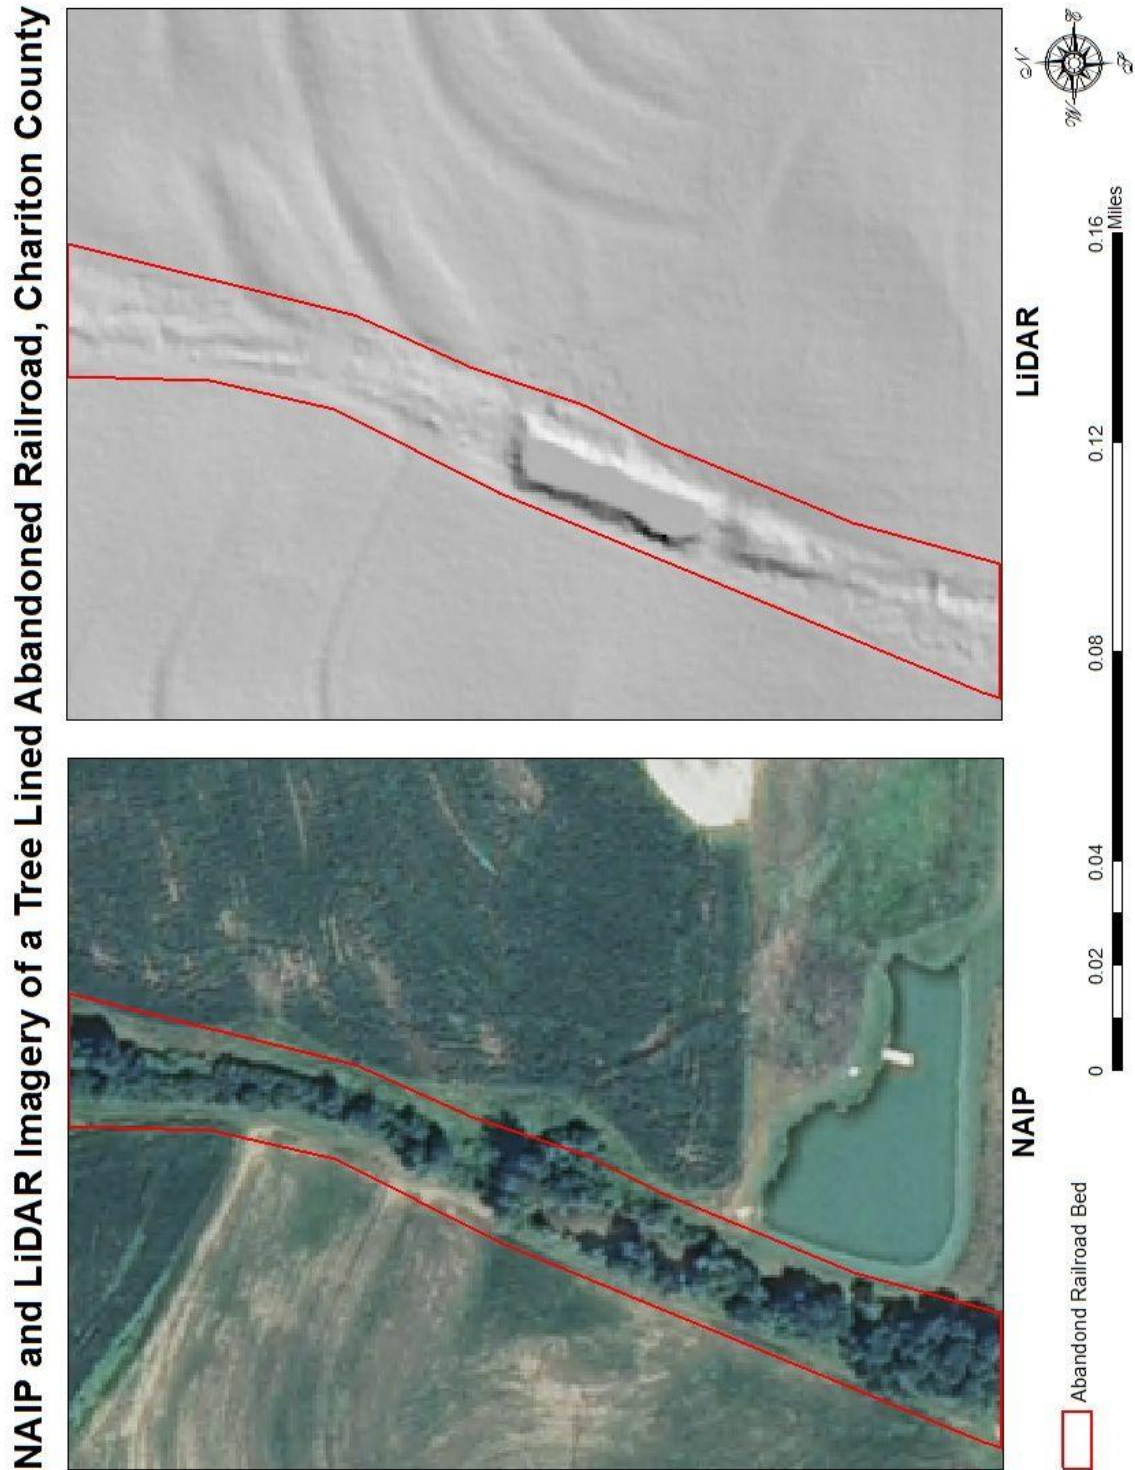 NAIP and LiDAR Imagery of a Tree Lined Abandoned Railroad, Chariton County
NAIP
LiDAR
Abandond Railroad Bed
0 0.02 0.04 0.08 0.12 0.16
Miles
N
W E
S